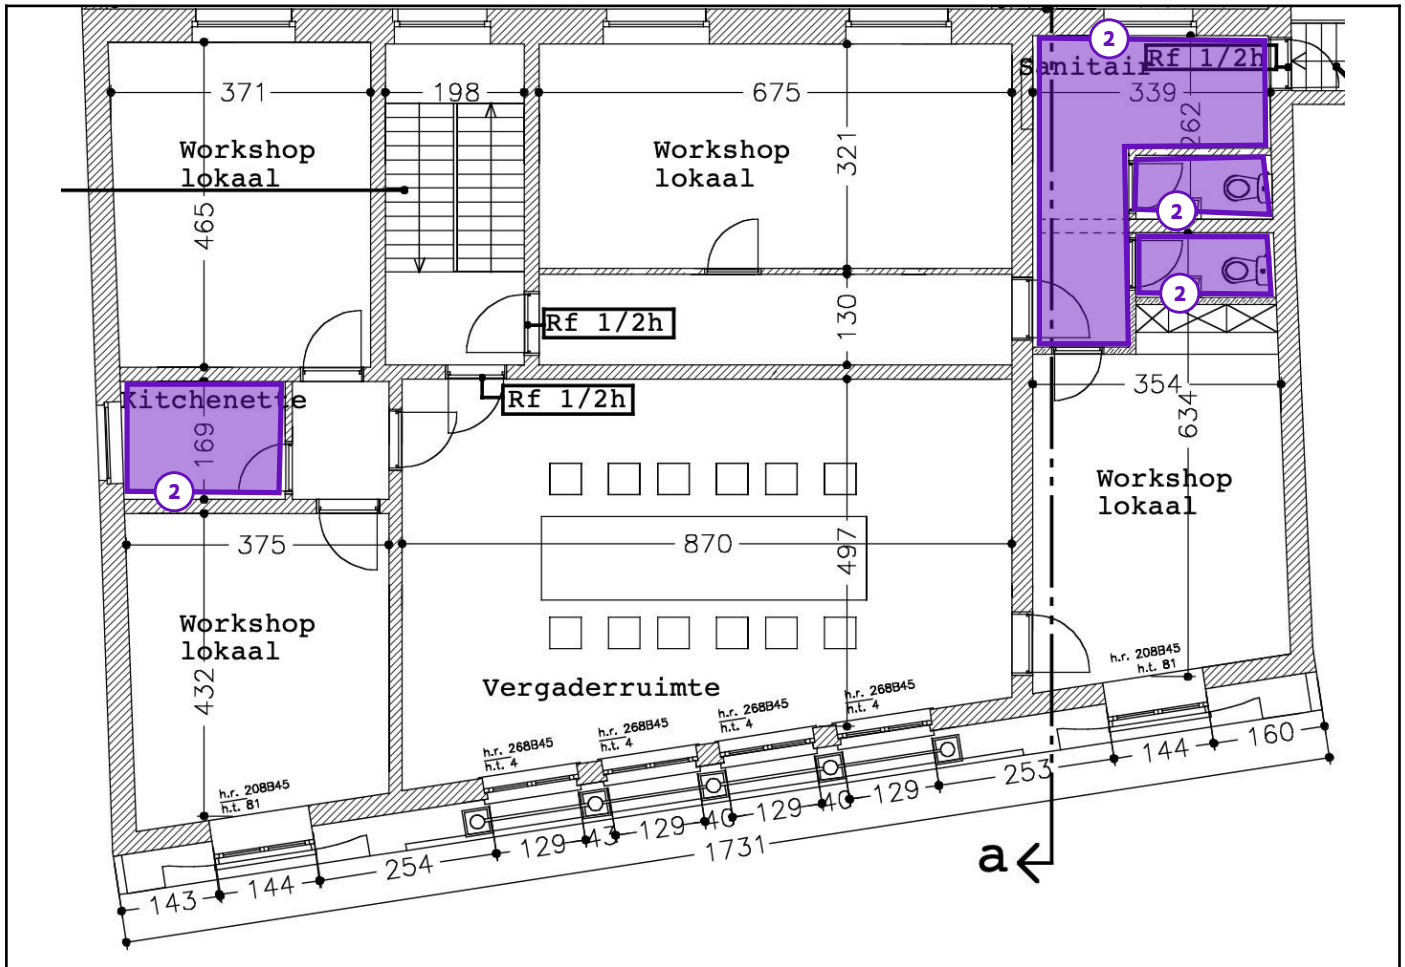 2
Sanitair
Rf 1/2h
371
198
675
339
262
Workshop
lokaal
Workshop
lokaal
321
2
465
2
130
Rf 1/2h
354
Rf 1/2h
Kitchenette
634
169
2
Workshop
lokaal
375
870
497
Workshop
lokaal
432
Vergaderruimte
h.r. 208B45
h.t. 81
h.r. 268B45
h.t. 4
h.r. 268B45
h.t. 4
h.r. 268B45
h.t. 4
h.r. 268B45
h.t. 4
h.r. 208B45
h.t. 81
143
144
254
129
43
129
40
129
40
129
253
144
160
1731
a